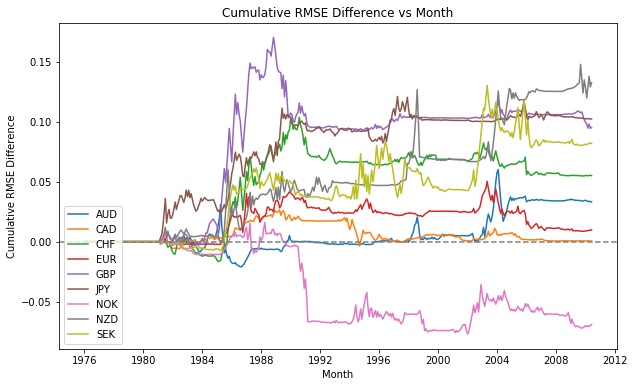 Cumulative RMSE Difference vs Month
Cumulative RMSE Difference
0.15
0.10
0.05
0.00
−0.05
AUD
CAD
CHF
EUR
GBP
JPY
NOK
NZD
SEK
1976 1980 1984 1988 1992 1996 2000 2004 2008 2012
Month